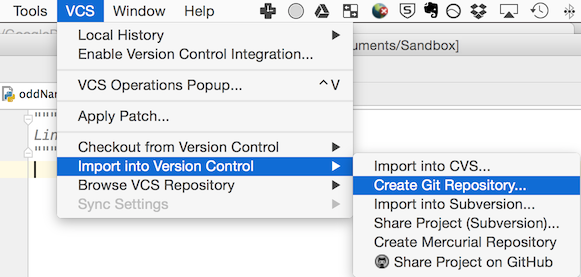 Tools VCS Window Help
uments/Sandbox]
Local History
Enable Version Control Integration...
VCS Operations Popup... ^V
oddNar
Apply Patch...
"""
Lin
"""
Checkout from Version Control
Import into Version Control
Browse VCS Repository
Sync Settings
Import into CVS...
Create Git Repository...
Import into Subversion...
Share Project (Subversion)...
Create Mercurial Repository
Share Project on GitHub